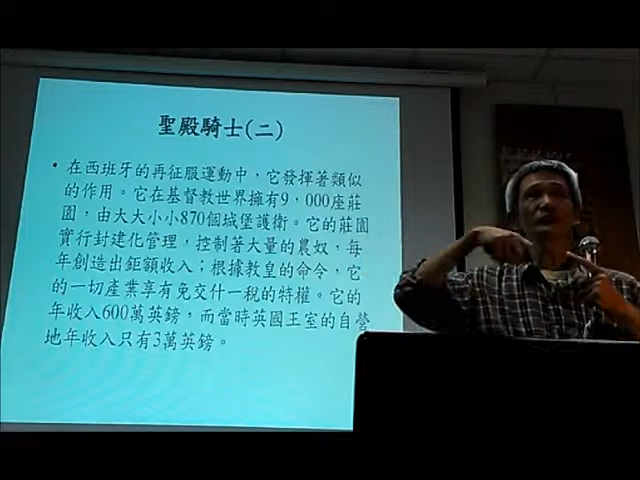 聖殿騎士(二)
• 在西班牙的再征服運動中，它發揮著類似
的作用。它在基督教世界擁有9，000座莊
園，由大大小小870個城堡護衛。它的莊園
實行封建化管理，控制著大量的農奴，每
年創造出鉅額收入；根據教皇的命令，它
的一切產業享有免交什一稅的特權。它的
年收入600萬英鎊，而當時英國王室的自營
地年收入只有3萬英鎊。